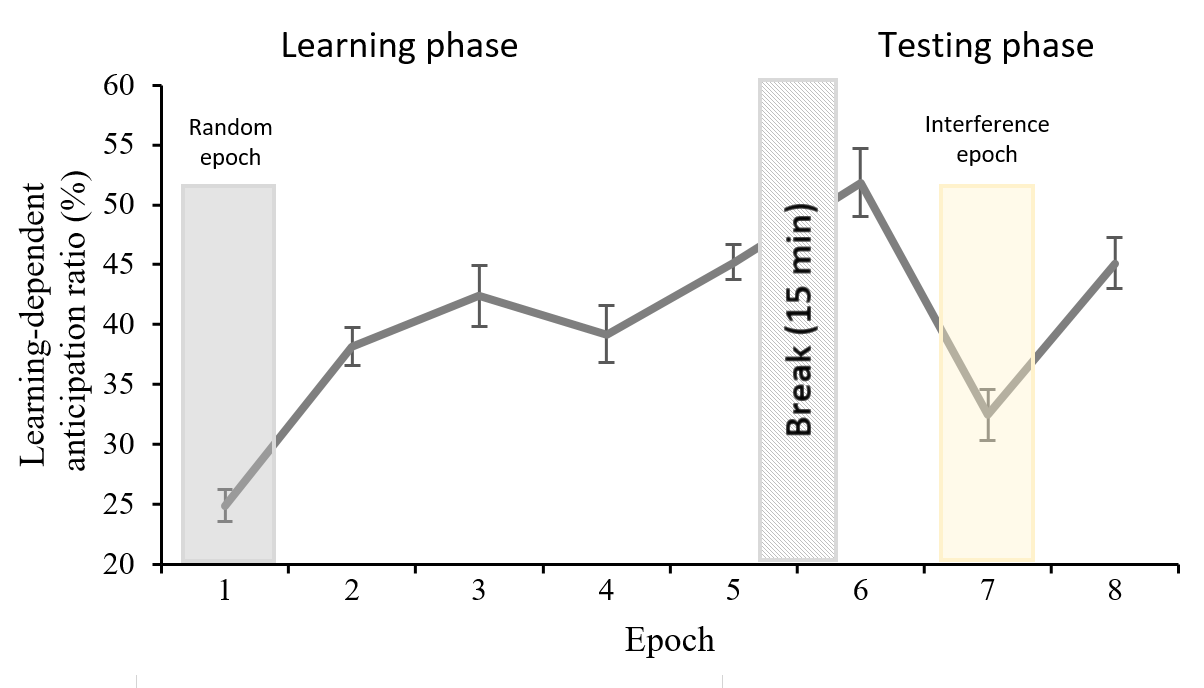 Learning phase
Testing phase
Random
epoch
Interference
epoch
Break (15 min)
Learning-dependent
anticipation ratio (%)
60
55
50
45
40
35
30
25
20
1 2 3 4 5 6 7 8
Epoch